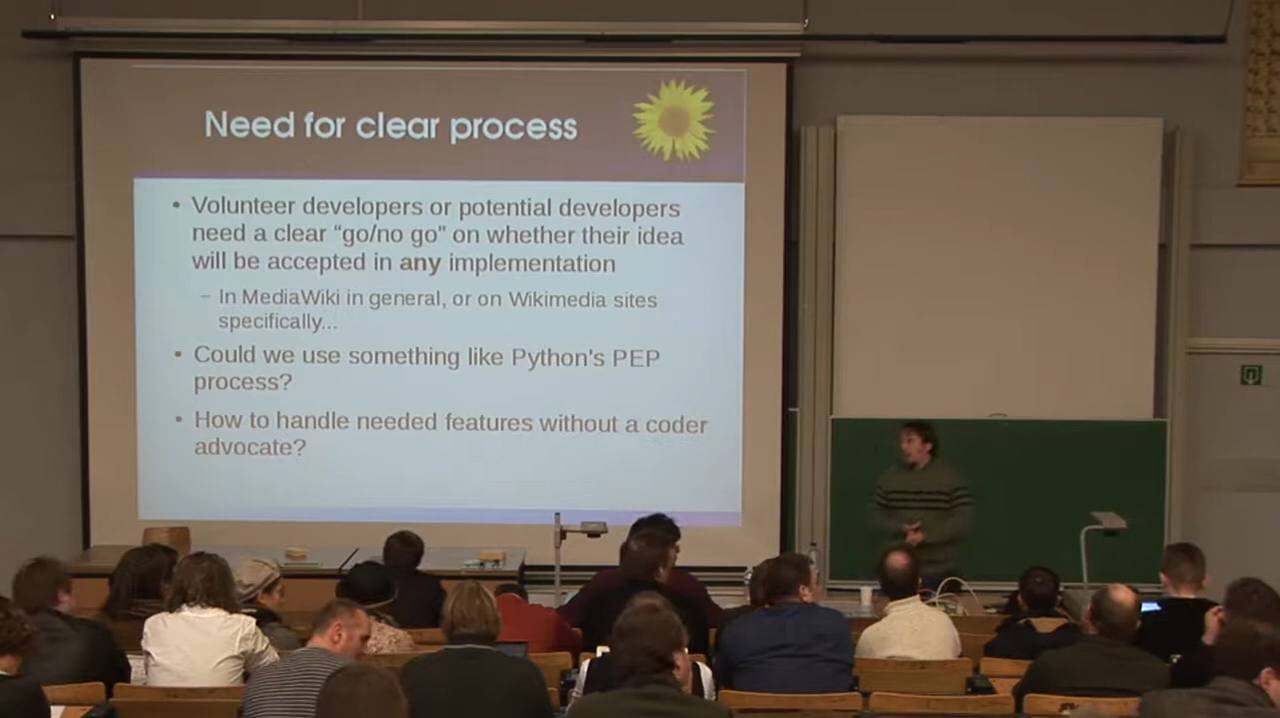 Need for clear process
• Volunteer developers or potential developers
need a clear “go/no go" on whether their idea
will be accepted in any implementation
– In MediaWiki in general, or on Wikimedia sites
specifically...
• Could we use something like Python's PEP
process?
• How to handle needed features without a coder
advocate?